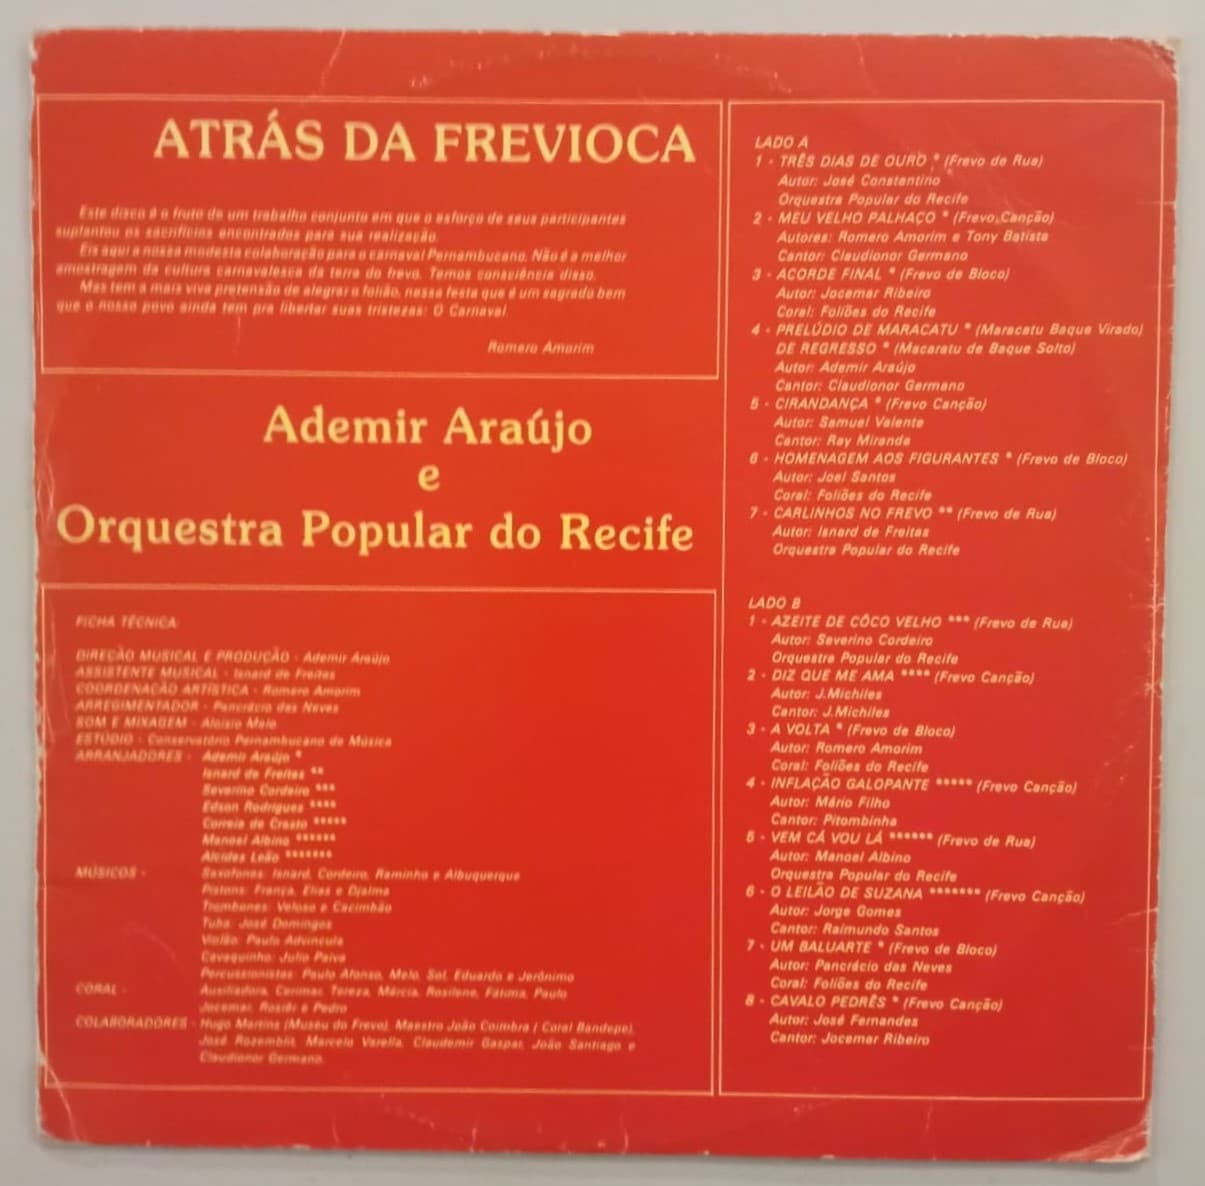 ATRÁS DA FREVIOCA
Este disco é o fruto de um trabalho conjunto em que o esforço de seus participantes
suplantou os sacrifícios encontrados para sua realização.
Eis aqui a nossa modesta colaboração para o carnaval Pernambucano. Não é a melhor
amostragem da cultura carnavalesca da terra do frevo. Temos consciência disso.
Mas tem a mais viva pretensão de alegrar o folião, nessa festa que é um sagrado bem
que o nosso povo ainda tem pra libertar suas tristezas: O Carnaval.
Romero Amorim
Ademir Araújo
e
Orquestra Popular do Recife
FICHA TÉCNICA:
DIREÇÃO MUSICAL E PRODUÇÃO - Ademir Araújo
ASSISTENTE MUSICAL - Isnard de Freitas
COORDENAÇÃO ARTÍSTICA - Romero Amorim
ARREGIMENTADOR - Pancrácio das Neves
SOM E MIXAGEM - Aloísio Melo
ESTÚDIO - Conservatório Pernambucano de Música
ARRANJADORES - Ademir Araújo *
Isnard de Freitas **
Severino Cordeiro ***
Edson Rodrigues ****
Correia de Crasto *****
Manoel Albino ******
Alcides Leão *******
MÚSICOS - Saxofones: Isnard, Cordeiro, Raminho e Albuquerque
Pistons: França, Elias e Djalma
Trombones: Veloso e Cacimbão
Tuba: José Domingos
Violão: Paulo Advíncula
Cavaquinho: Julio Paiva
Percussionistas: Paulo Afonso, Melo, Sol, Eduardo e Jerônimo
CORAL - Auxiliadora, Tereza, Márcia, Rosilene, Fátima, Paulo
Jocemar, e Pedro
COLABORADORES - Hugo Martins (Museu do Frevo), Maestro João Coimbra ( Coral Bandepe),
José Rozemblit, Marcelo Varella, Claudemir Gaspar, João Santiago e
Claudionor Germano.
LADO A
1 - TRÊS DIAS DE OURO * (Frevo de Rua)
Autor: José Constantino
Orquestra Popular do Recife
2 - MEU VELHO PALHAÇO * (Frevo, Canção)
Autores: Romero Amorim e Tony Batista
Cantor: Claudionor Germano
3 - ACORDE FINAL * (Frevo de Bloco)
Autor: Jocemar Ribeiro
Coral: Foliões do Recife
4 - PRELÚDIO DE MARACATU * (Maracatu Baque Virado)
DE REGRESSO * (Macaratu de Baque Solto)
Autor: Ademir Araújo
Cantor: Claudionor Germano
5 - CIRANDANÇA * (Frevo Canção)
Autor: Samuel Valente
Cantor: Ray Miranda
6 - HOMENAGEM AOS FIGURANTES * (Frevo de Bloco)
Autor: Joel Santos
Coral: Foliões do Recife
7 - CARLINHOS NO FREVO ** (Frevo de Rua)
Autor: Isnard de Freitas
Orquestra Popular do Recife
LADO B
1 - AZEITE DE CÔCO VELHO *** (Frevo de Rua)
Autor: Severino Cordeiro
Orquestra Popular do Recife
2 - DIZ QUE ME AMA **** (Frevo Canção)
Autor: J.Michiles
Cantor: J.Michiles
3 - A VOLTA * (Frevo de Bloco)
Autor: Romero Amorim
Coral: Foliões do Recife
4 - INFLAÇÃO GALOPANTE ***** (Frevo Canção)
Autor: Mário Filho
Cantor: Pitombinha
5 - VEM CÁ VOU LÁ ****** (Frevo de Rua)
Autor: Manoel Albino
Orquestra Popular do Recife
6 - O LEILÃO DE SUZANA ******* (Frevo Canção)
Autor: Jorge Gomes
Cantor: Raimundo Santos
7 - UM BALUARTE * (Frevo de Bloco)
Autor: Pancrácio das Neves
Coral: Foliões do Recife
8 - CAVALO PEDRÊS * (Frevo Canção)
Autor: José Fernandes
Cantor: Jocemar Ribeiro